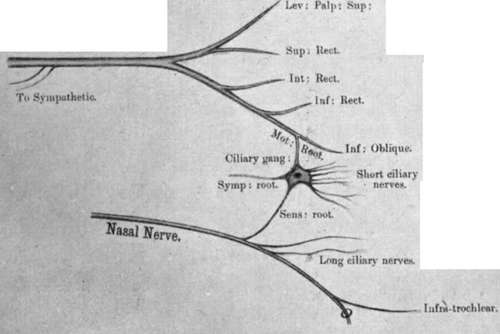 Lev: Palp: Sup:
Sup: Rect.
Int: Rect.
To Sympathetic.
Inf: Rect.
Mot: Root.
Inf: Oblique.
Ciliary gang:
Short ciliary
nerves.
Symp: root.
Sens: root.
Nasal Nerve.
Long ciliary nerves.
Infra-trochlear.